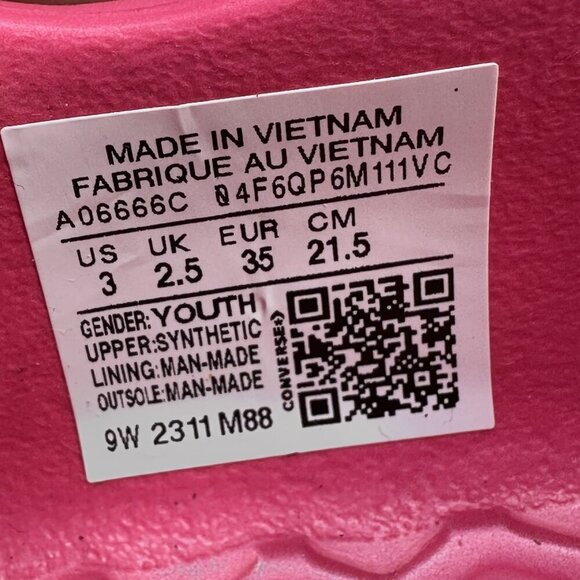 MADE IN VIETNAM
FABRIQUE AU VIETNAM
A06666C 04F6QP6M111VC
US UK EUR CM
3 2.5 35 21.5
GENDER: YOUTH
UPPER:SYNTHETIC
LINING:MAN-MADE
OUTSOLE:MAN-MADE
CONVERSE
9W 2311 M88